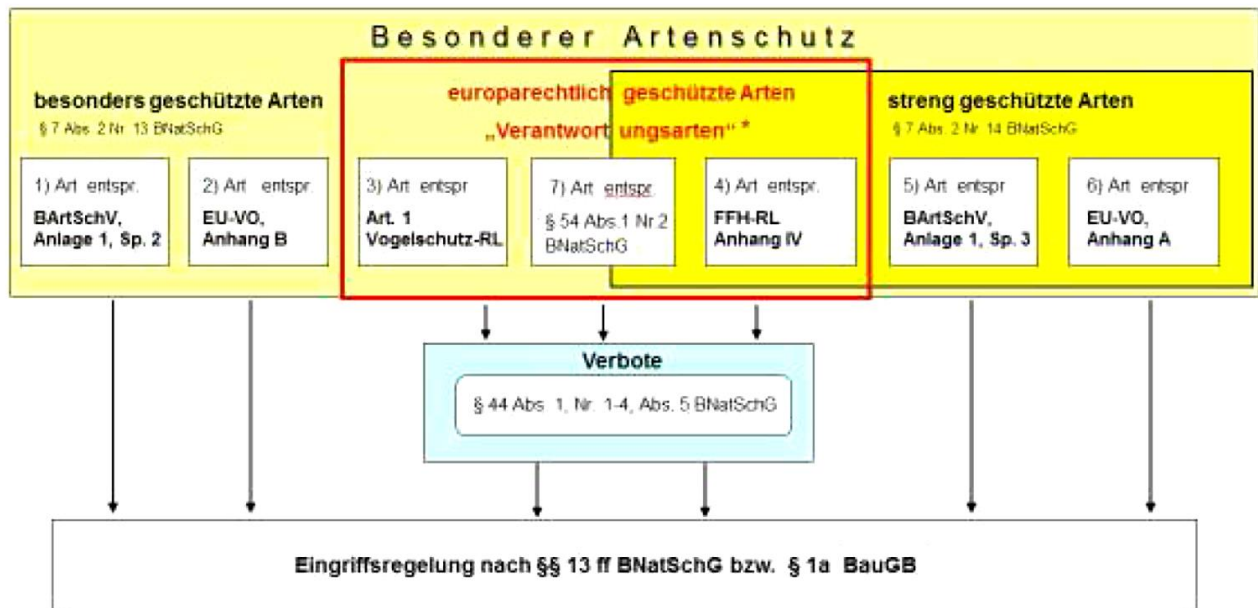 Besonderer Artenschutz
besonders geschützte Arten
§ 7 Abs. 2 Nr. 13 BNatSchG
europarechtlich geschützte Arten
„Verantwort ungsarten“ *
streng geschützte Arten
§ 7 Abs. 2 Nr. 14 BNatSchG
1) Art entspr.
BArtSchV,
Anlage 1, Sp. 2
2) Art entspr.
EU-VO,
Anhang B
3) Art entspr
Art. 1
Vogelschutz-RL
7) Art entspr
§ 54 Abs.1 Nr.2
BNatSchG
4) Art entspr.
FFH-RL
Anhang IV
5) Art entspr
BArtSchV,
Anlage 1, Sp. 3
6) Art entspr.
EU-VO,
Anhang A
Verbote
§ 44 Abs. 1, Nr. 1-4, Abs. 5 BNatSchG
Eingriffsregelung nach §§ 13 ff BNatSchG bzw. § 1a BauGB